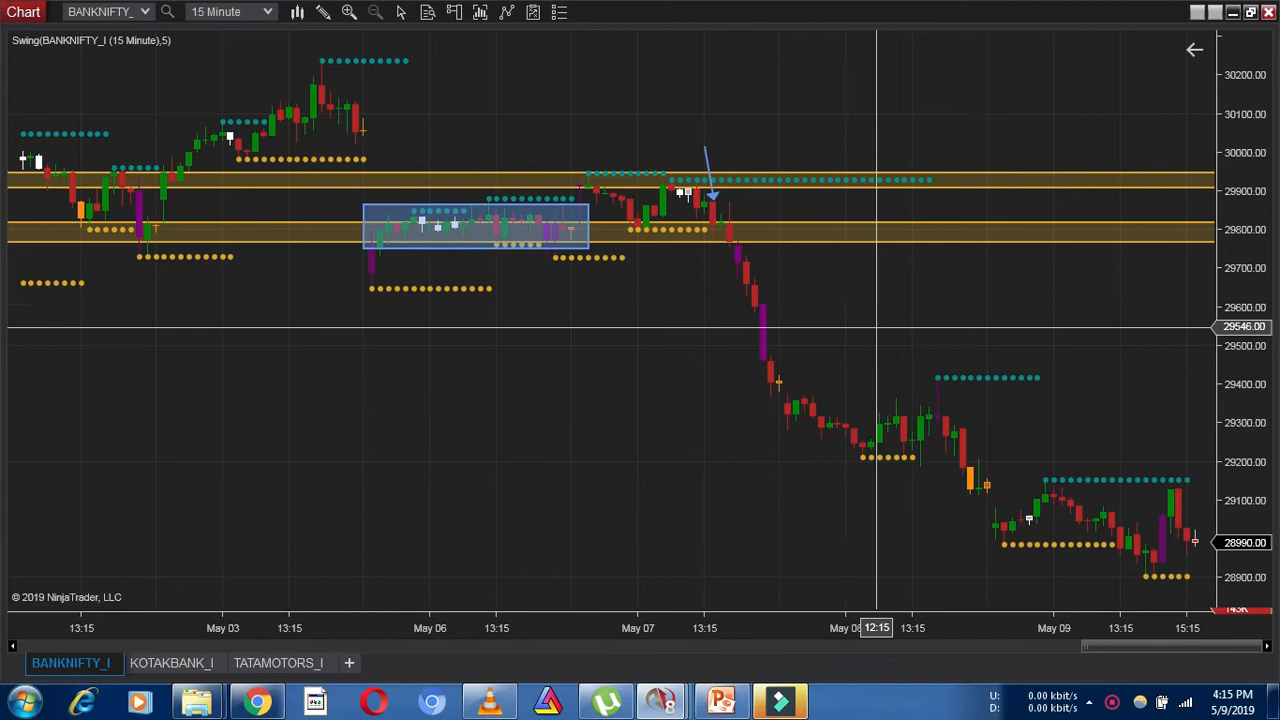 Chart
BANKNIFTY_
15 Minute
Swing(BANKNIFTY_I (15 Minute),5)
30200.00
30100.00
30000.00
29900.00
29800.00
29700.00
29600.00
29546.00
29500.00
29400.00
29300.00
29200.00
29100.00
28990.00
28900.00
© 2019 NinjaTrader, LLC
13:15
May 03
13:15
May 06
13:15
May 07
13:15
May 08
12:15
13:15
May 09
13:15
15:15
BANKNIFTY_I
KOTAKBANK_I
TATAMOTORS_I
U: 0.00 kbit/s
D: 0.00 kbit/s
4:15 PM
5/9/2019